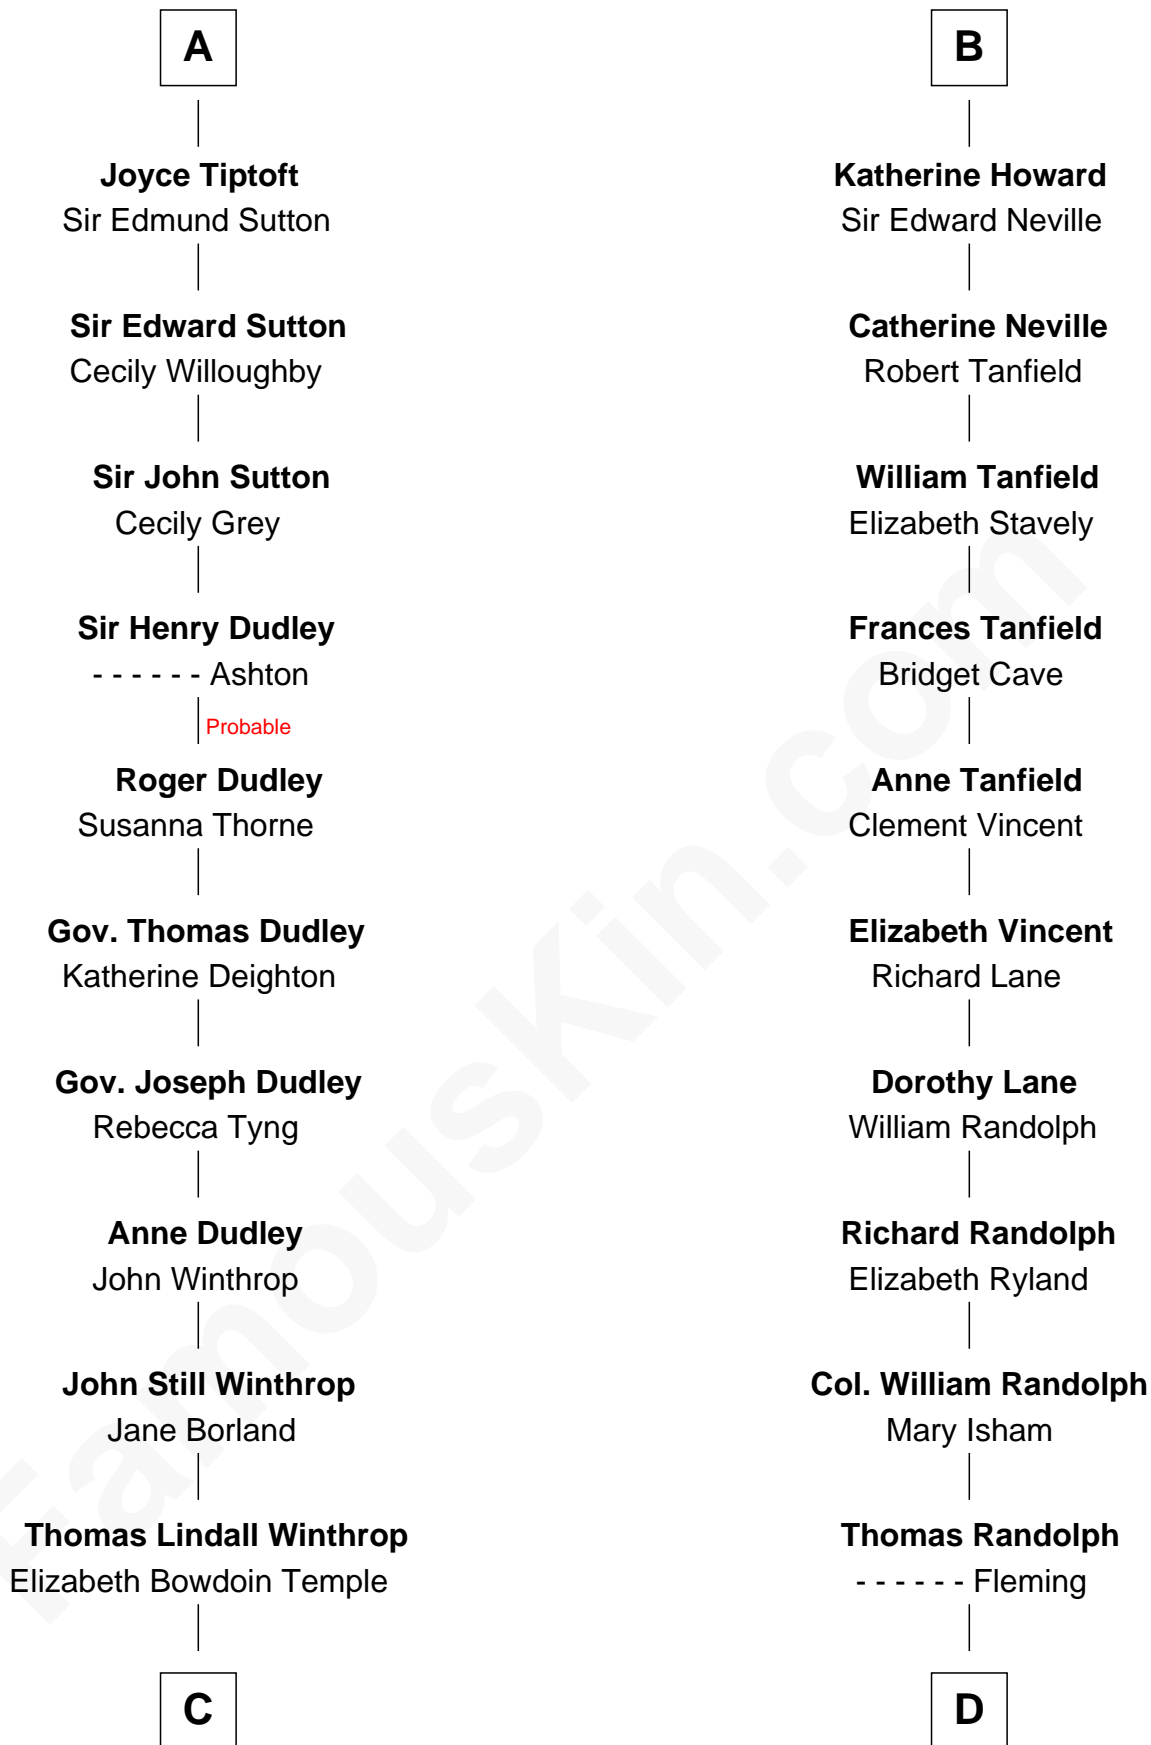 A
Joyce Tiptoft
Sir Edmund Sutton
Sir Edward Sutton
Cecily Willoughby
Sir John Sutton
Cecily Grey
Sir Henry Dudley
- - - - - - Ashton
Probable
Roger Dudley
Susanna Thorne
Gov. Thomas Dudley
Katherine Deighton
Gov. Joseph Dudley
Rebecca Tyng
Anne Dudley
John Winthrop
John Still Winthrop
Jane Borland
Thomas Lindall Winthrop
Elizabeth Bowdoin Temple
C
B
Katherine Howard
Sir Edward Neville
Catherine Neville
Robert Tanfield
William Tanfield
Elizabeth Stavely
Frances Tanfield
Bridget Cave
Anne Tanfield
Clement Vincent
Elizabeth Vincent
Richard Lane
Dorothy Lane
William Randolph
Richard Randolph
Elizabeth Ryland
Col. William Randolph
Mary Isham
Thomas Randolph
- - - - - - Fleming
D
FamousKin.com